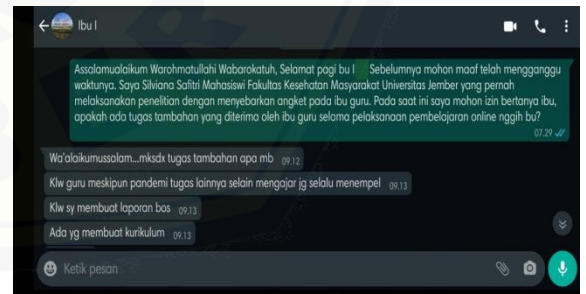 Ibu I
Assalamualaikum Warohmatullahi Wabarokatuh, Selamat pagi bu I Sebelumnya mohon maaf telah mengganggu
waktunya. Saya Silviana Safitri Mahasiswi Fakultas Kesehatan Masyarakat Universitas Jember yang pernah
melaksanakan penelitian dengan menyebarkan angket pada ibu guru. Pada saat ini saya mohon izin bertanya ibu,
apakah ada tugas tambahan yang diterima oleh ibu guru selama pelaksanaan pembelajaran online nggih bu?
07.29
Wa'alaikumussalam...mksdx tugas tambahan apa mb 09.12
Klw guru meskipun pandemi tugas lainnya selain mengajar jg selalu menempel 09.13
Klw sy membuat laporan bos 09.13
Ada yg membuat kurikulum 09.13
Ketik pesan